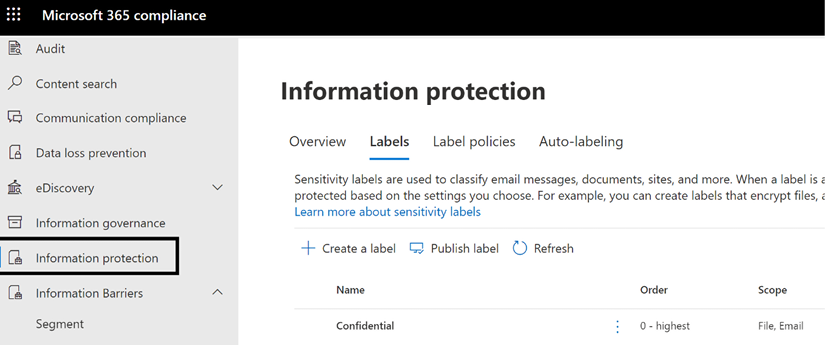 Microsoft 365 compliance
Audit
Content search
Communication compliance
Data loss prevention
eDiscovery
Information governance
Information protection
Information Barriers
Segment
Information protection
Overview Labels Label policies Auto-labeling
Sensitivity labels are used to classify email messages, documents, sites, and more. When a label is a
protected based on the settings you choose. For example, you can create labels that encrypt files, a
Learn more about sensitivity labels
Create a label Publish label Refresh
Name Order Scope
Confidential 0 - highest File, Email